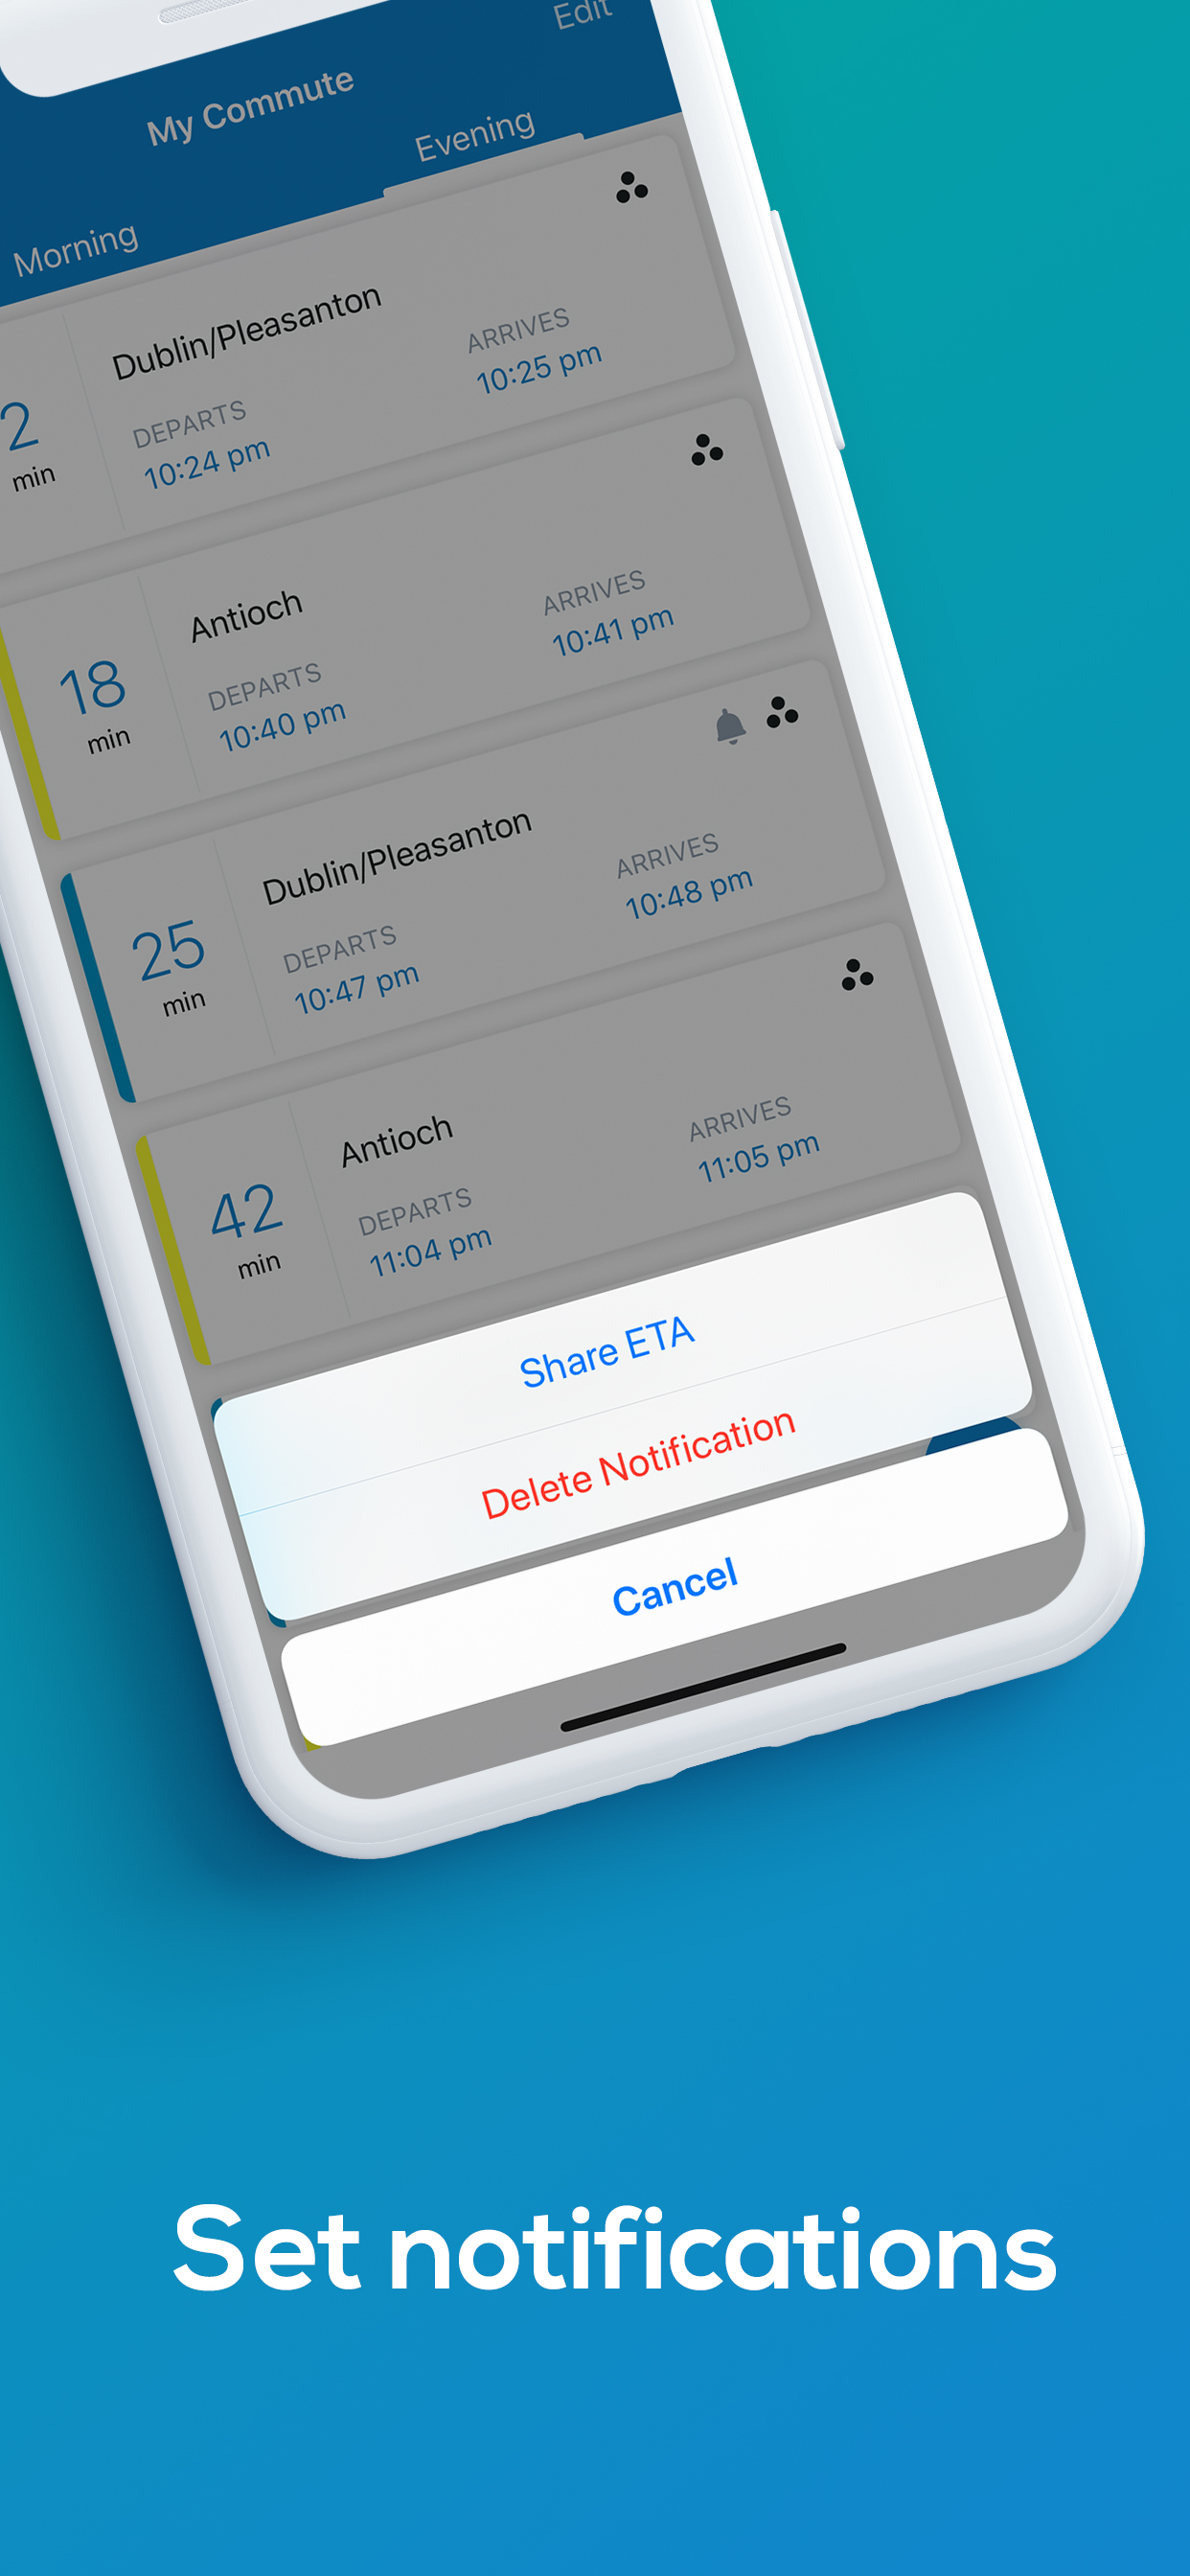 Edit
My Commute
Morning
Evening
Dublin/Pleasanton
2
min
DEPARTS
10:24 pm
ARRIVES
10:25 pm
Antioch
18
min
DEPARTS
10:40 pm
ARRIVES
10:41 pm
Dublin/Pleasanton
25
min
DEPARTS
10:47 pm
ARRIVES
10:48 pm
Antioch
42
min
DEPARTS
11:04 pm
ARRIVES
11:05 pm
Share ETA
Delete Notification
Cancel
Set notifications